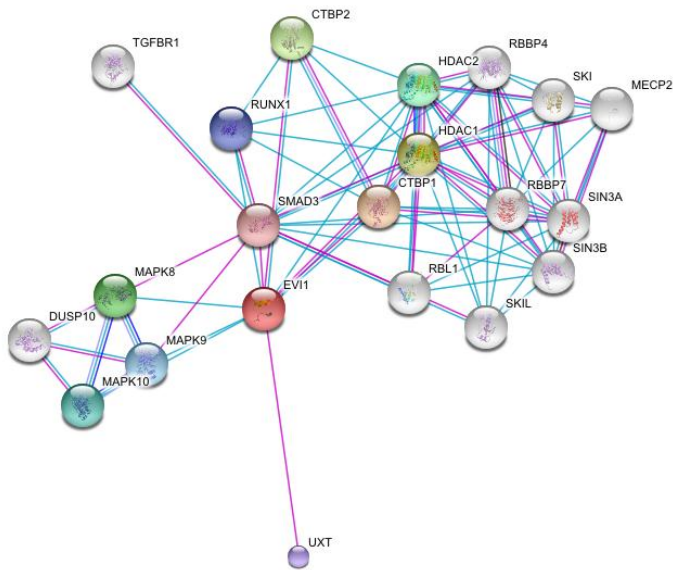 CTBP2
TGFBR1
HDAC2
RBBP4
SKI
MECP2
RUNX1
HDAC1
CTBP1
RBBP7
SIN3A
SMAD3
SIN3B
MAPK8
EVI1
RBL1
SKIL
DUSP10
MAPK9
MAPK10
UXT